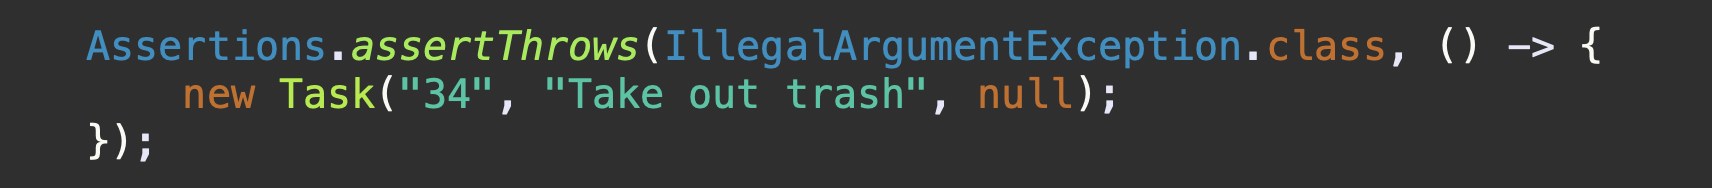 Assertions.assertThrows(IllegalArgumentException.class, () -> {
    new Task("34", "Take out trash", null);
});